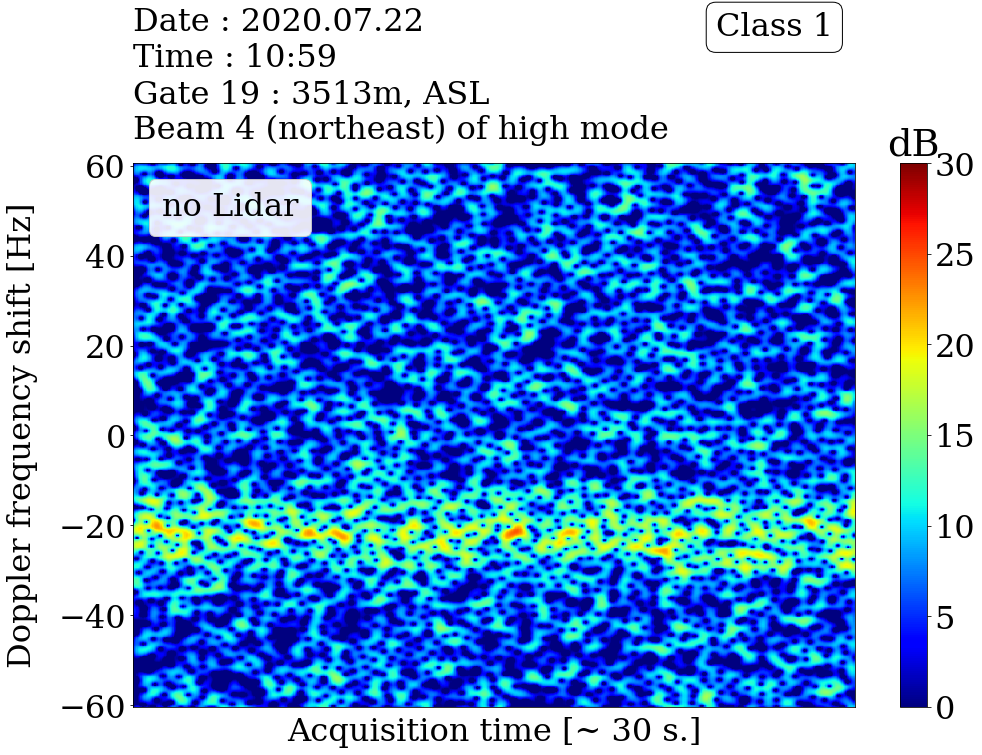 Date : 2020.07.22
Time : 10:59
Gate 19 : 3513m, ASL
Beam 4 (northeast) of high mode
Class 1
dB
no Lidar
Doppler frequency shift [Hz]
60
40
20
0
−20
−40
−60
30
25
20
15
10
5
0
Acquisition time [~ 30 s.]